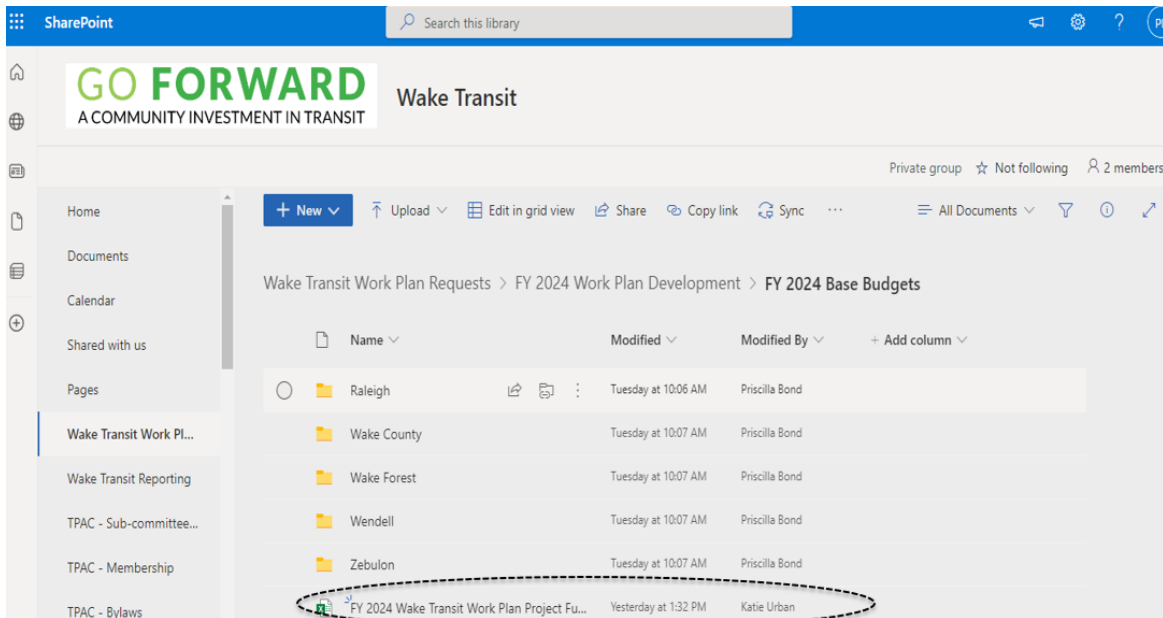 SharePoint
Search this library
?
GO FORWARD
A COMMUNITY INVESTMENT IN TRANSIT
Wake Transit
Private group Not following 2 members
Home
Documents
Calendar
Shared with us
Pages
Wake Transit Work Pl...
Wake Transit Reporting
TPAC - Sub-committee...
TPAC - Membership
TPAC - Bylaws
+ New Upload Edit in grid view Share Copy link Sync ... All Documents
Wake Transit Work Plan Requests > FY 2024 Work Plan Development > FY 2024 Base Budgets
Name Modified Modified By + Add column
Raleigh Tuesday at 10:06 AM Priscilla Bond
Wake County Tuesday at 10:07 AM Priscilla Bond
Wake Forest Tuesday at 10:07 AM Priscilla Bond
Wendell Tuesday at 10:07 AM Priscilla Bond
Zebulon Tuesday at 10:07 AM Priscilla Bond
FY 2024 Wake Transit Work Plan Project Fu... Yesterday at 1:32 PM Katie Urban